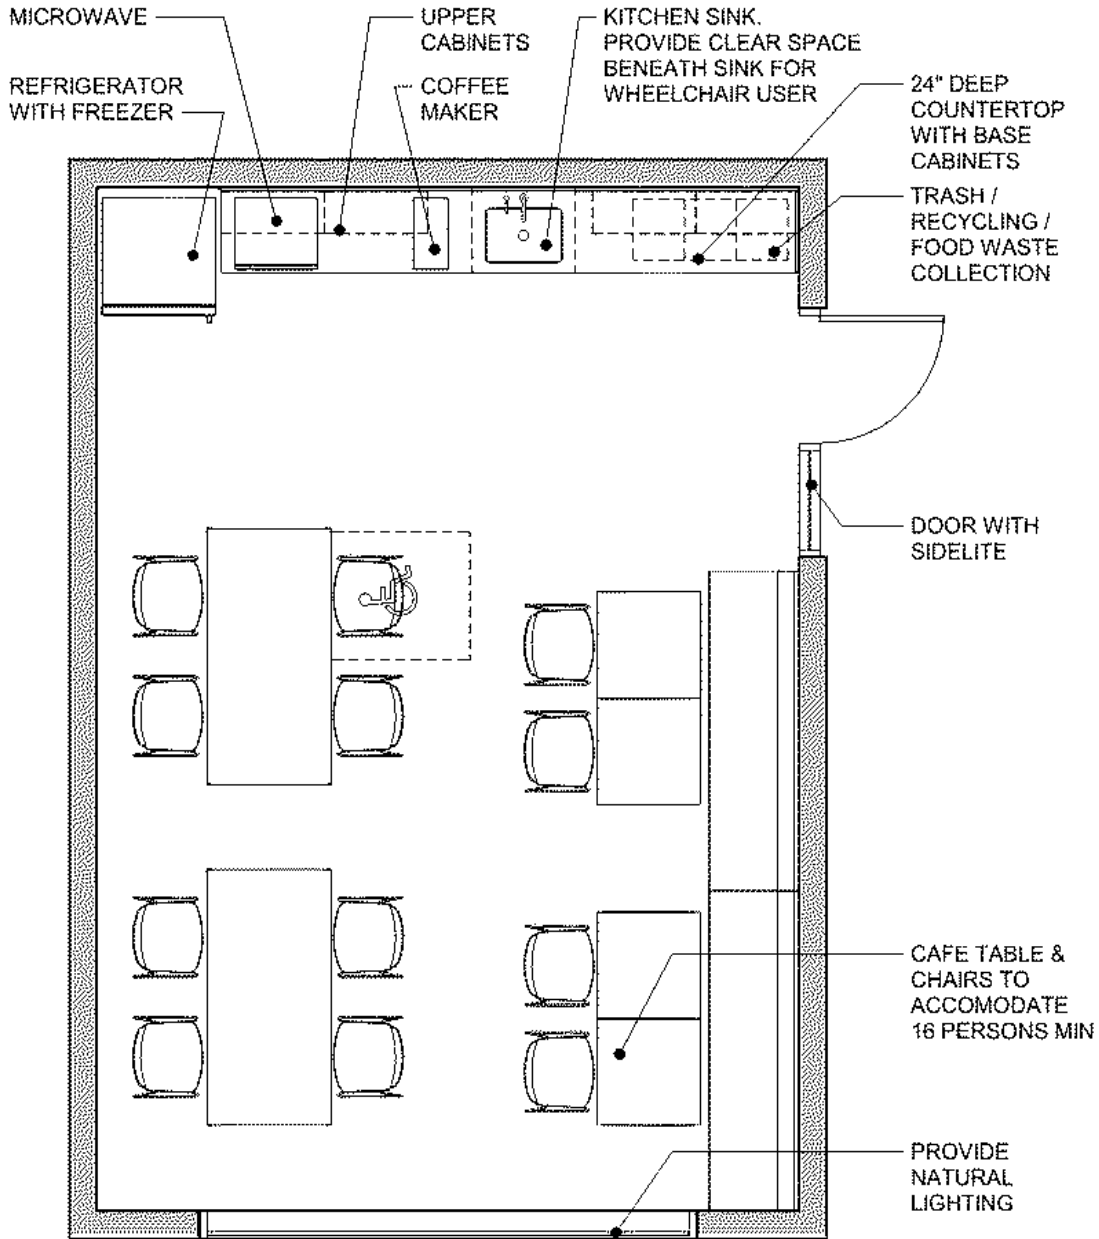 MICROWAVE
REFRIGERATOR
WITH FREEZER
UPPER
CABINETS
COFFEE
MAKER
KITCHEN SINK.
PROVIDE CLEAR SPACE
BENEATH SINK FOR
WHEELCHAIR USER
24" DEEP
COUNTERTOP
WITH BASE
CABINETS
TRASH /
RECYCLING /
FOOD WASTE
COLLECTION
DOOR WITH
SIDELITE
CAFE TABLE &
CHAIRS TO
ACCOMODATE
16 PERSONS MIN
PROVIDE
NATURAL
LIGHTING